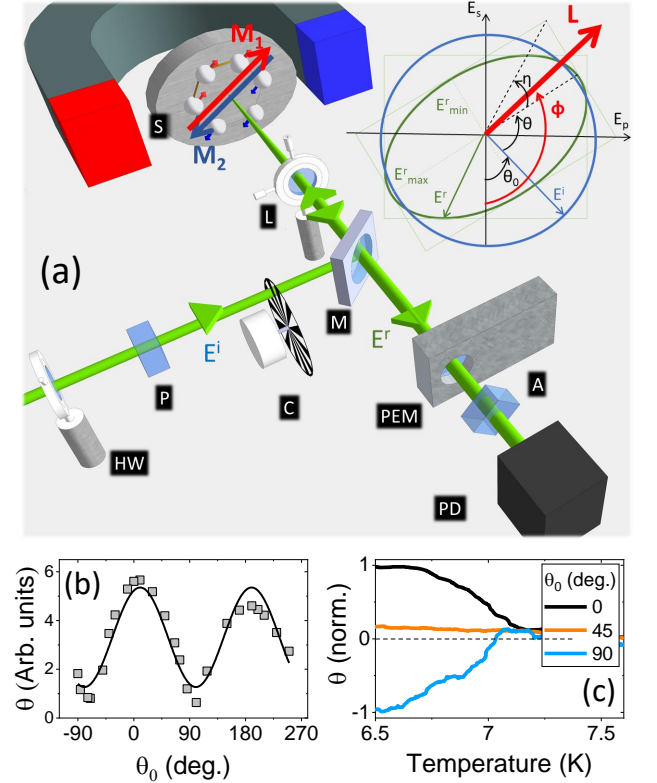 M₁
M₂
S
L
(a)
P
Eⁱ
HW
C
M
Eʳ
PEM
A
PD
Eₛ
L
Eʳₘᵢₙ
η
ϕ
θ
Eₚ
θ₀
Eʳₘₐₓ
Eʳ
Eⁱ
(b)
θ (Arb. units)
6
4
2
0
-90 0 90 180 270
θ₀ (deg.)
θ (norm.)
1
0
-1
θ₀ (deg.)
0
45
90
(c)
6.5 7 7.5
Temperature (K)